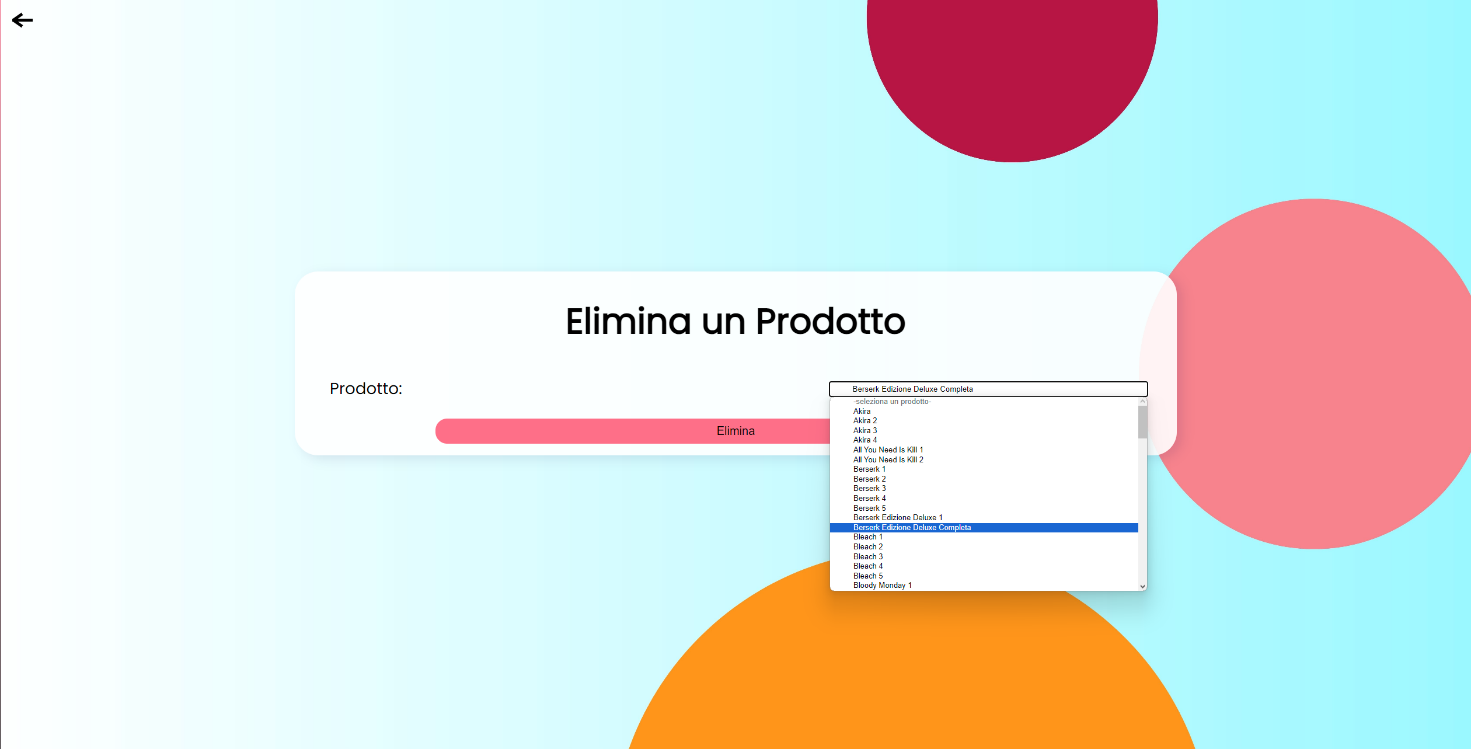 Elimina un Prodotto
Prodotto:
Berserk Edizione Deluxe Completa
Elimina
-seleziona un prodotto-
Akira
Akira 2
Akira 3
Akira 4
All You Need Is Kill 1
All You Need Is Kill 2
Berserk 1
Berserk 2
Berserk 3
Berserk 4
Berserk 5
Berserk Edizione Deluxe 1
Berserk Edizione Deluxe Completa
Bleach 1
Bleach 2
Bleach 3
Bleach 4
Bleach 5
Bloody Monday 1